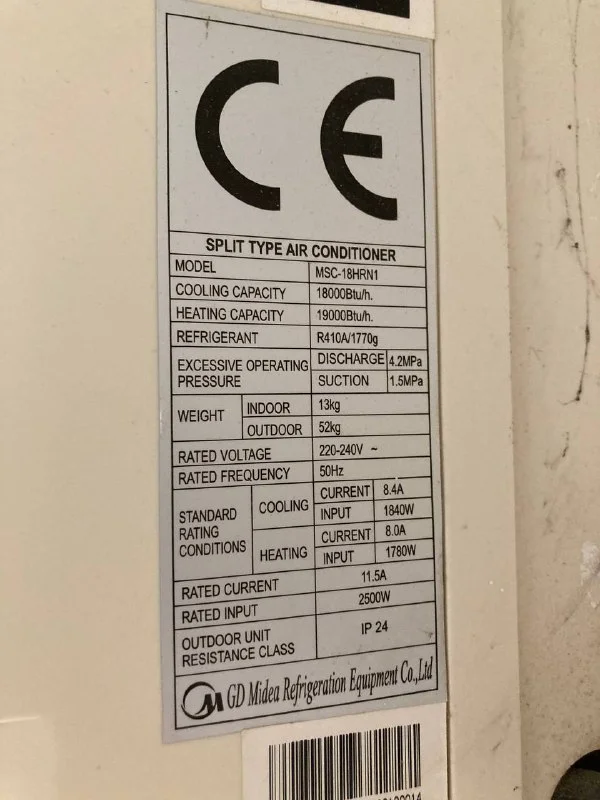 CE
SPLIT TYPE AIR CONDITIONER
MODEL MSC-18HRN1
COOLING CAPACITY 18000Btu/h.
HEATING CAPACITY 19000Btu/h.
REFRIGERANT R410A/1770g
EXCESSIVE OPERATING PRESSURE DISCHARGE 4.2MPa
SUCTION 1.5MPa
WEIGHT INDOOR 13kg
OUTDOOR 52kg
RATED VOLTAGE 220-240V ~
RATED FREQUENCY 50Hz
STANDARD RATING CONDITIONS COOLING CURRENT 8.4A
INPUT 1840W
HEATING CURRENT 8.0A
INPUT 1780W
RATED CURRENT 11.5A
RATED INPUT 2500W
OUTDOOR UNIT RESISTANCE CLASS IP 24
GD Midea Refrigeration Equipment Co.,Ltd